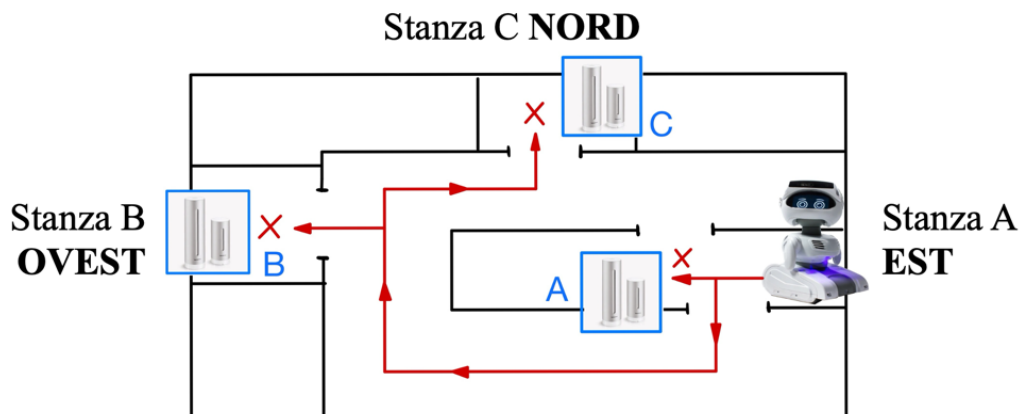 Stanza C NORD
C
Stanza B
OVEST
B
A
Stanza A
EST